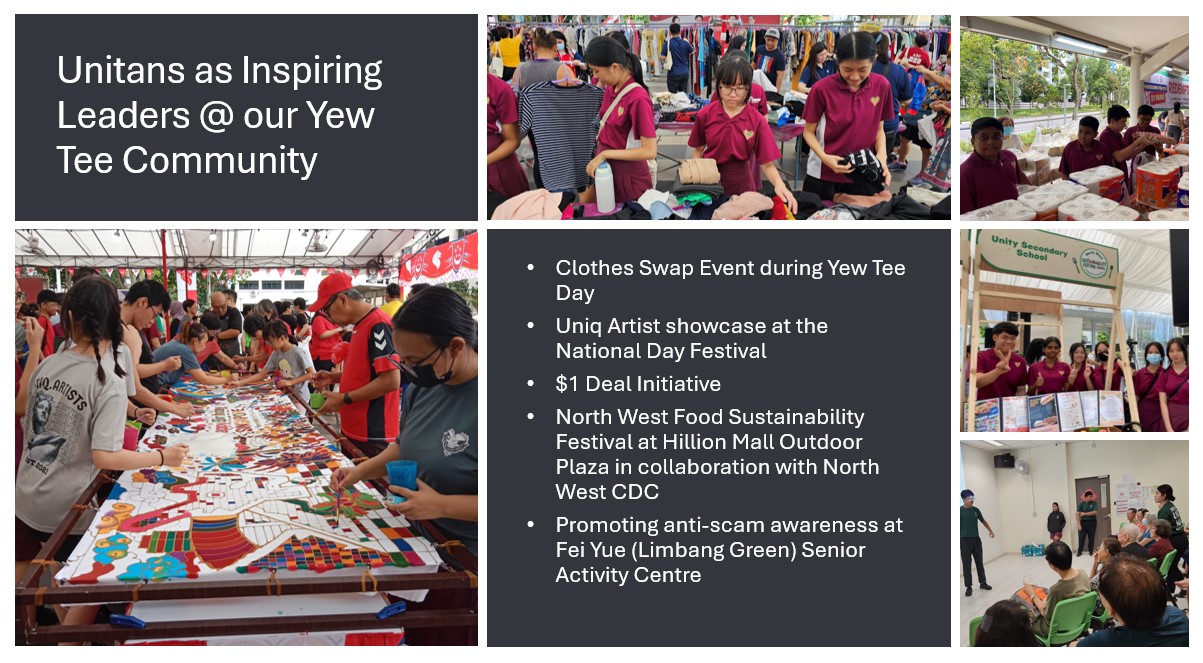 Unitans as Inspiring
Leaders @ our Yew
Tee Community
• Clothes Swap Event during Yew Tee
Day
• Uniq Artist showcase at the
National Day Festival
• $1 Deal Initiative
• North West Food Sustainability
Festival at Hillion Mall Outdoor
Plaza in collaboration with North
West CDC
• Promoting anti-scam awareness at
Fei Yue (Limbang Green) Senior
Activity Centre
Unity Secondary
School
UNIQ. ARTISTS